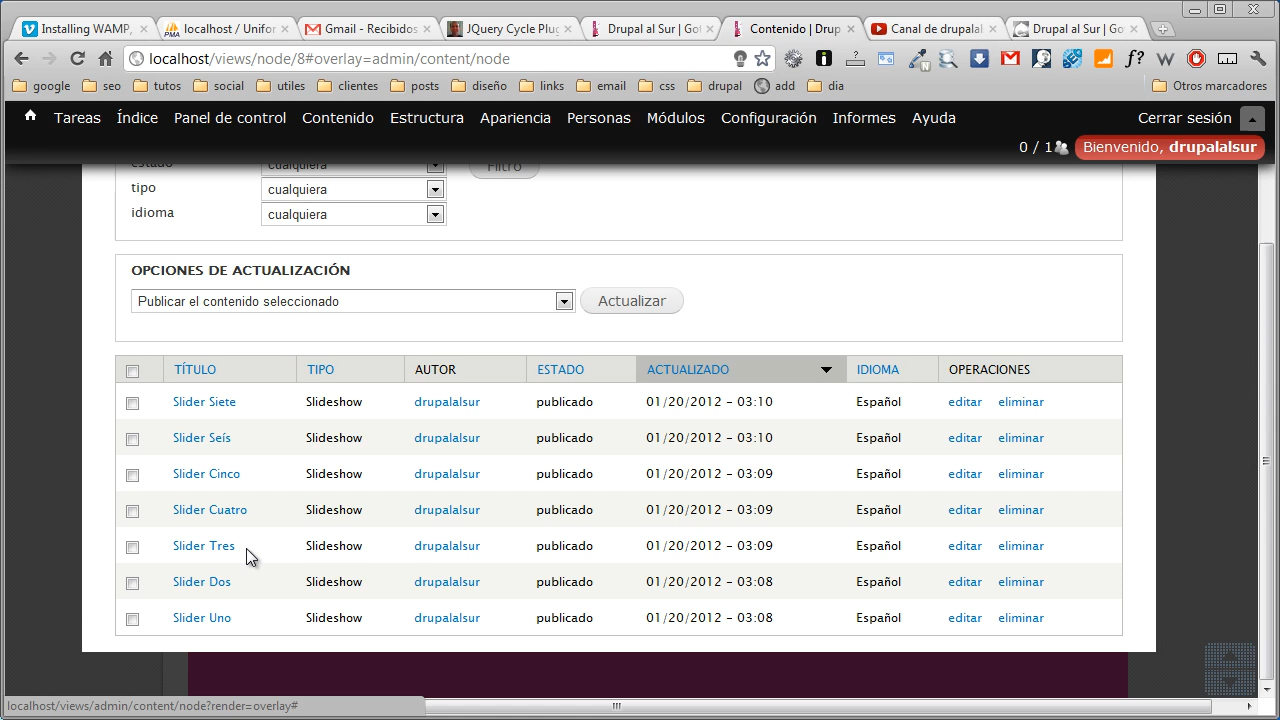 Installing WAMP,
localhost / Unifor
Gmail - Recibidos
JQuery Cycle Plug
Drupal al Sur | Got
Contenido | Drup
Canal de drupalal
Drupal al Sur | Got
localhost/views/node/8#overlay=admin/content/node
google seo tutos social utiles clientes posts diseño links email css drupal add dia Otros marcadores
Tareas Índice Panel de control Contenido Estructura Apariencia Personas Módulos Configuración Informes Ayuda Cerrar sesión
0 / 1 Bienvenido, drupalalsur
estado cualquiera Filtro
tipo cualquiera
idioma cualquiera
OPCIONES DE ACTUALIZACIÓN
Publicar el contenido seleccionado Actualizar
TÍTULO TIPO AUTOR ESTADO ACTUALIZADO IDIOMA OPERACIONES
Slider Siete Slideshow drupalalsur publicado 01/20/2012 - 03:10 Español editar eliminar
Slider Seís Slideshow drupalalsur publicado 01/20/2012 - 03:10 Español editar eliminar
Slider Cinco Slideshow drupalalsur publicado 01/20/2012 - 03:09 Español editar eliminar
Slider Cuatro Slideshow drupalalsur publicado 01/20/2012 - 03:09 Español editar eliminar
Slider Tres Slideshow drupalalsur publicado 01/20/2012 - 03:09 Español editar eliminar
Slider Dos Slideshow drupalalsur publicado 01/20/2012 - 03:08 Español editar eliminar
Slider Uno Slideshow drupalalsur publicado 01/20/2012 - 03:08 Español editar eliminar
localhost/views/admin/content/node?render=overlay#